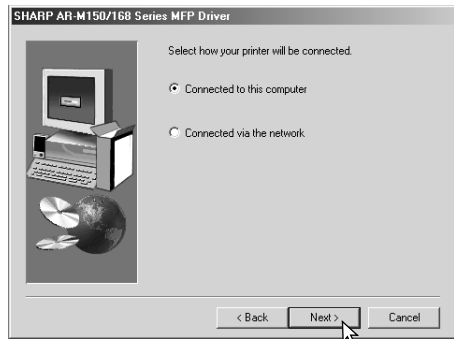 SHARP AR-M150/168 Series MFP Driver
Select how your printer will be connected.
Connected to this computer
Connected via the network
< Back Next > Cancel